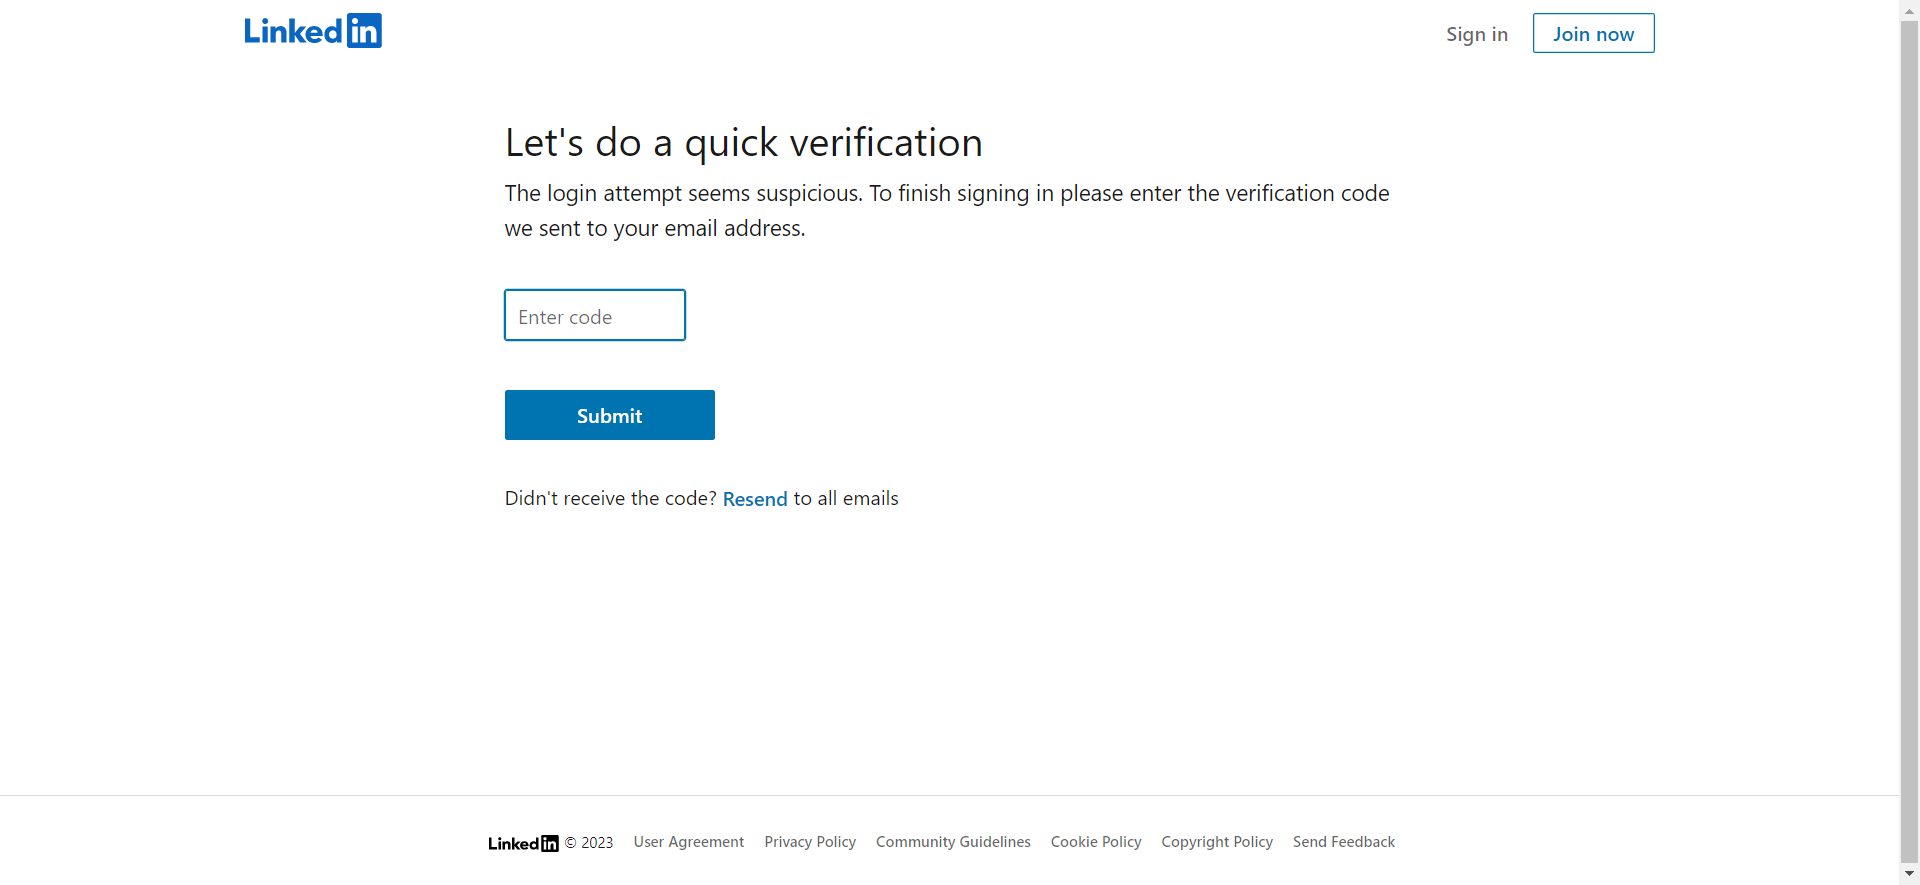 LinkedIn
Sign in
Join now
Let's do a quick verification
The login attempt seems suspicious. To finish signing in please enter the verification code
we sent to your email address.
Enter code
Submit
Didn't receive the code? Resend to all emails
LinkedIn © 2023 User Agreement Privacy Policy Community Guidelines Cookie Policy Copyright Policy Send Feedback